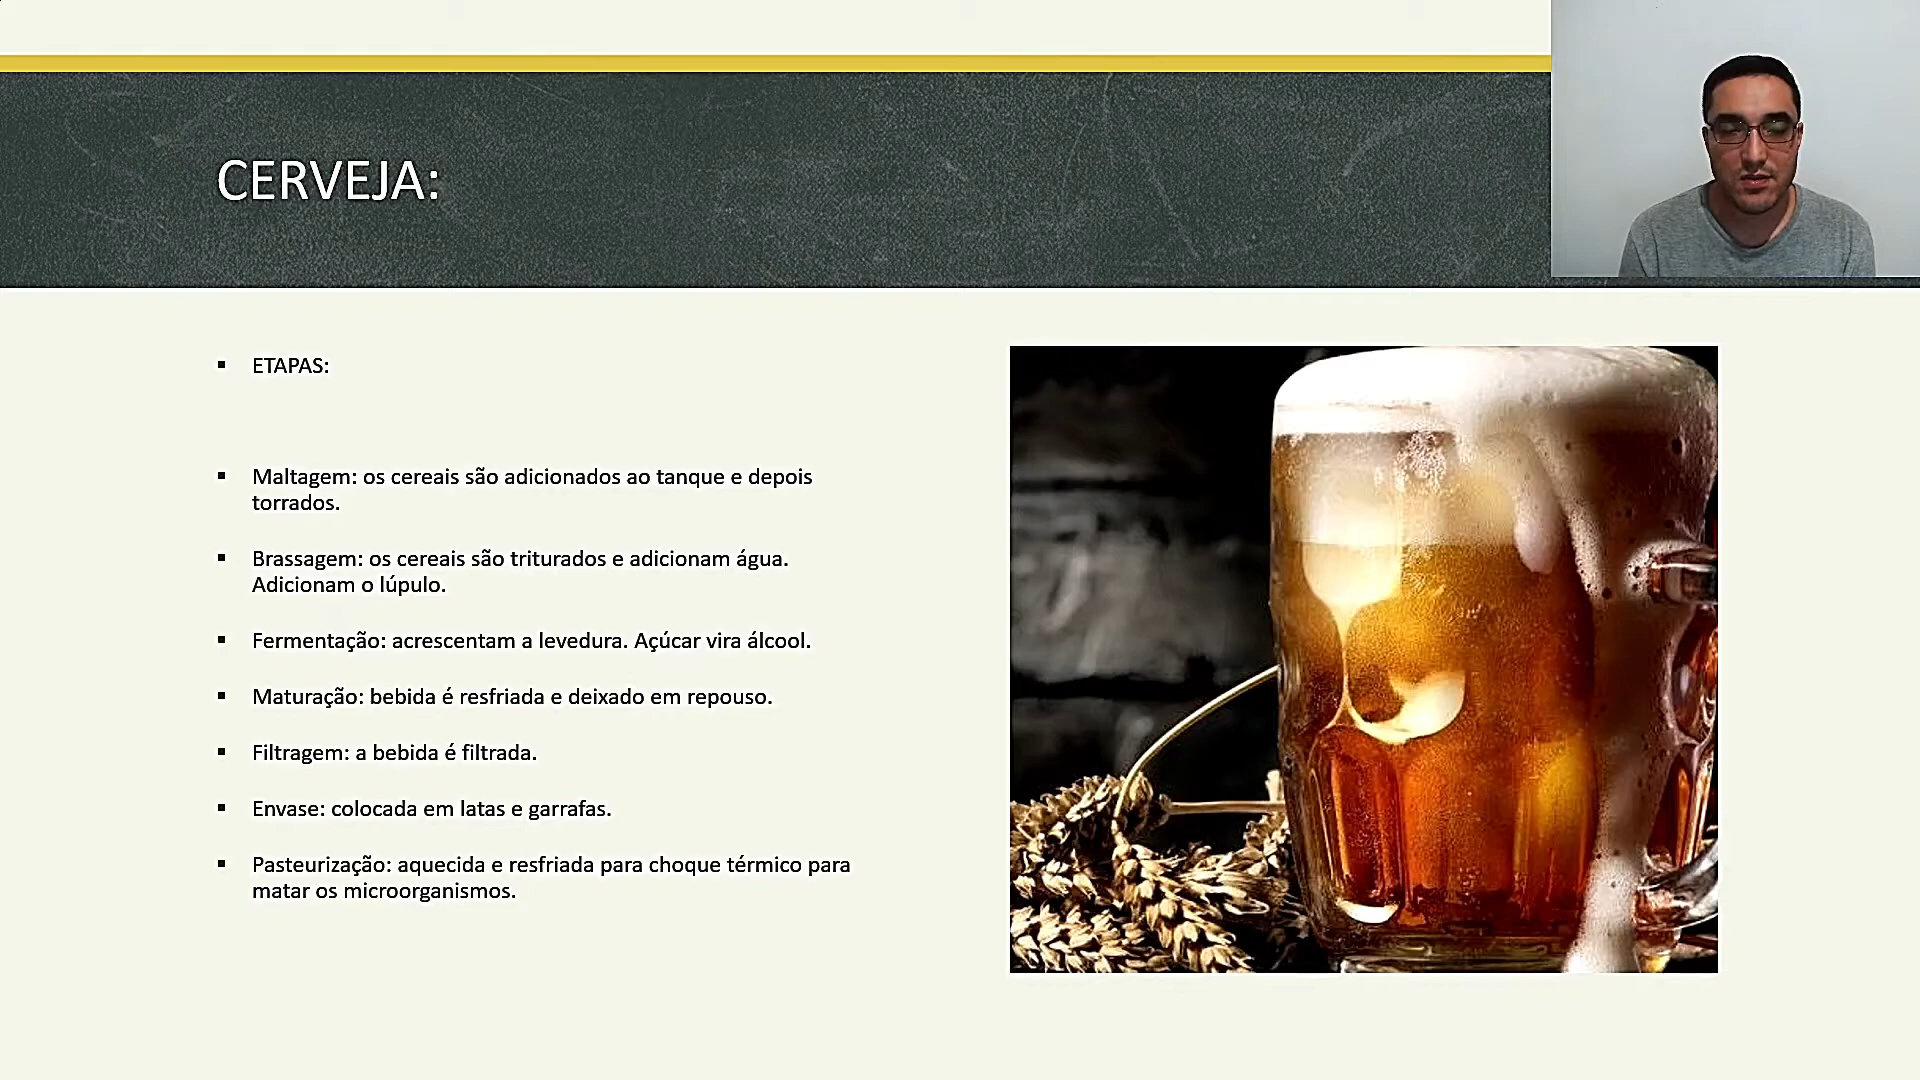 CERVEJA:
ETAPAS:
Maltagem: os cereais são adicionados ao tanque e depois
torrados.
Brassagem: os cereais são triturados e adicionam água.
Adicionam o lúpulo.
Fermentação: acrescentam a levedura. Açúcar vira álcool.
Maturação: bebida é resfriada e deixado em repouso.
Filtragem: a bebida é filtrada.
Envase: colocada em latas e garrafas.
Pasteurização: aquecida e resfriada para choque térmico para
matar os microorganismos.